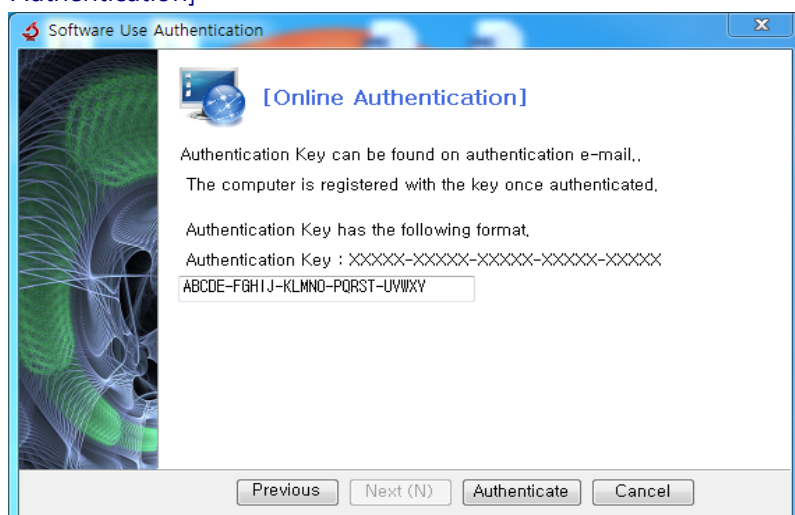 Authentication]
Software Use Authentication
[Online Authentication]
Authentication Key can be found on authentication e-mail,,
The computer is registered with the key once authenticated,
Authentication Key has the following format,
Authentication Key : XXXXX-XXXXX-XXXXX-XXXXX-XXXXX
ABCDE-FGHIJ-KLMNO-PQRST-UVWXY
Previous Next (N) Authenticate Cancel